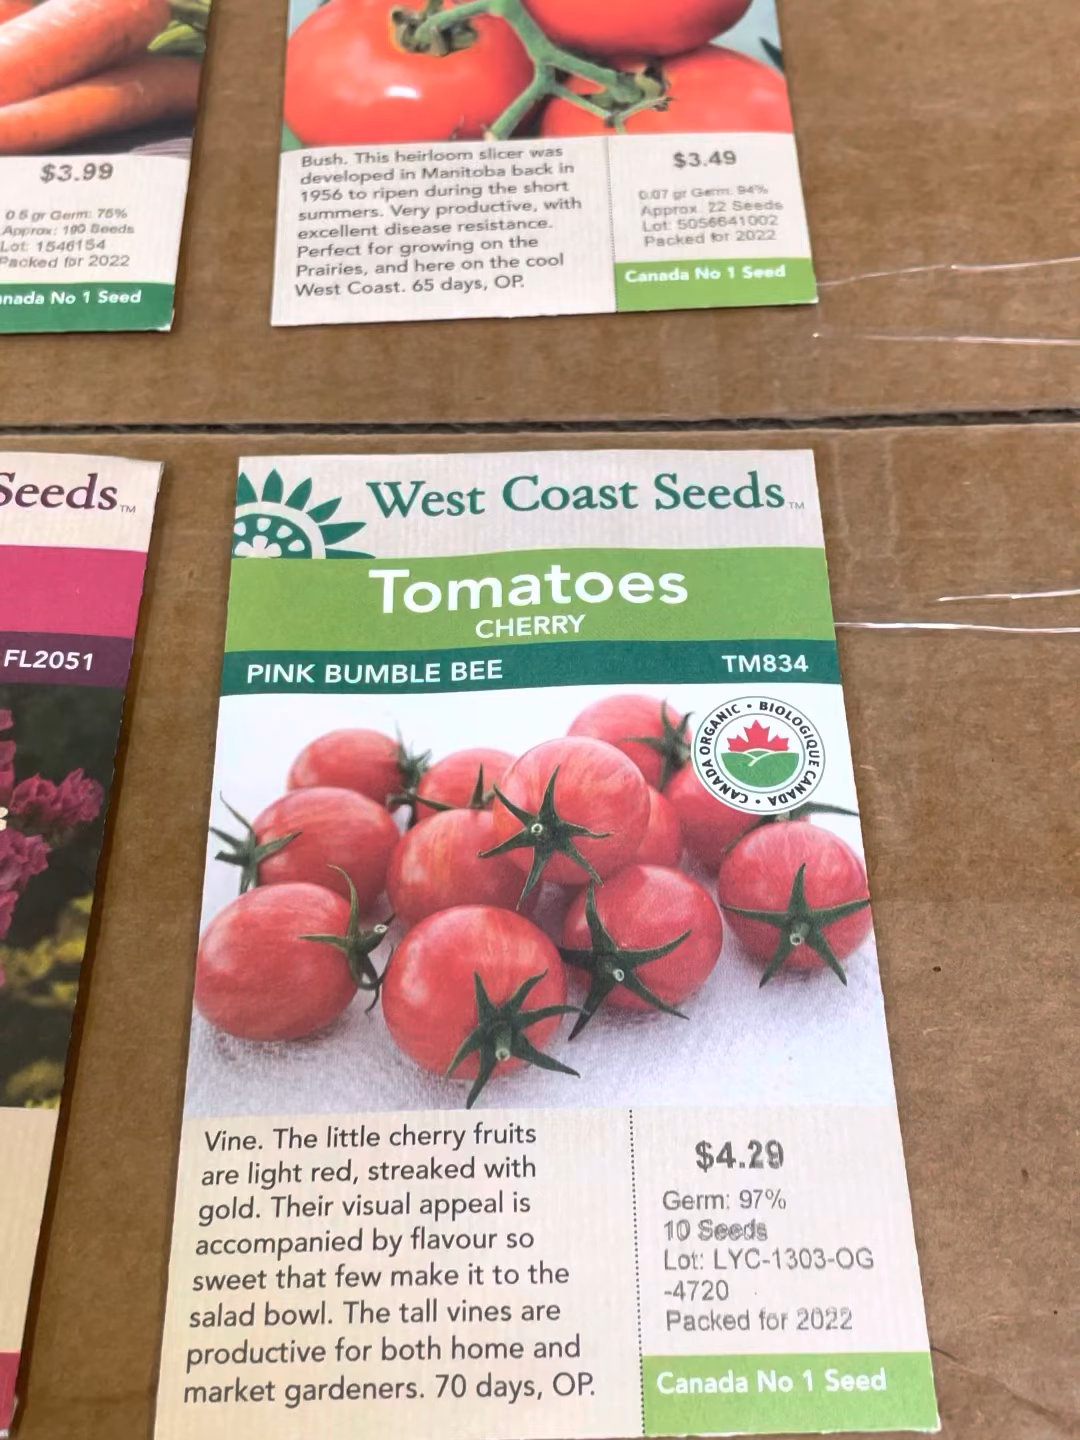 $3.99
0.5 gr Germ: 75%
Approx: 190 Seeds
Lot: 1546154
Packed for 2022
nada No 1 Seed
Bush. This heirloom slicer was
developed in Manitoba back in
1956 to ripen during the short
summers. Very productive, with
excellent disease resistance.
Perfect for growing on the
Prairies, and here on the cool
West Coast. 65 days, OP.
$3.49
0.07 gr Germ: 94%
Approx. 22 Seeds
Lot: 5056641002
Packed for 2022
Canada No 1 Seed
Seeds™
FL2051
West Coast Seeds™
Tomatoes
CHERRY
PINK BUMBLE BEE
TM834
CANADA ORGANIC • BIOLOGIQUE CANADA •
Vine. The little cherry fruits
are light red, streaked with
gold. Their visual appeal is
accompanied by flavour so
sweet that few make it to the
salad bowl. The tall vines are
productive for both home and
market gardeners. 70 days, OP.
$4.29
Germ: 97%
10 Seeds
Lot: LYC-1303-OG
-4720
Packed for 2022
Canada No 1 Seed